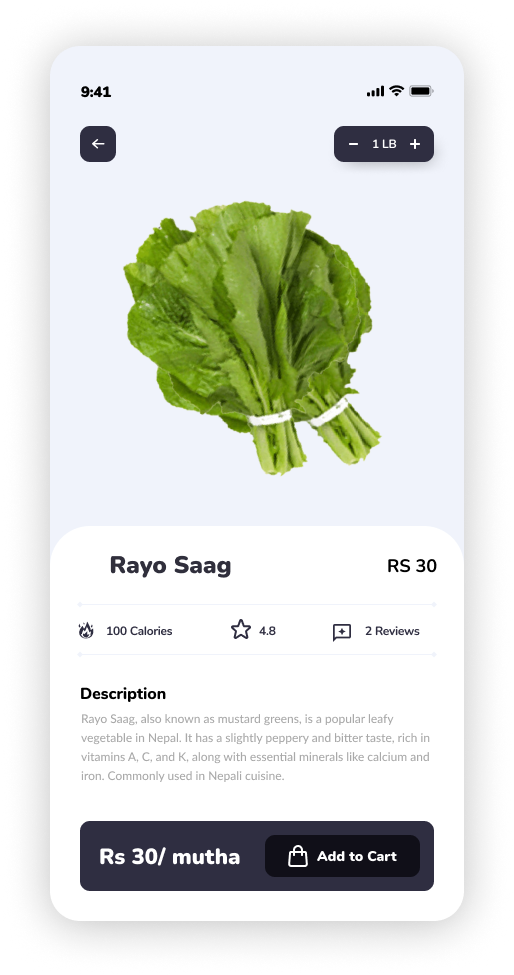 9:41
1 LB
Rayo Saag
RS 30
100 Calories
4.8
2 Reviews
Description
Rayo Saag, also known as mustard greens, is a popular leafy
vegetable in Nepal. It has a slightly peppery and bitter taste, rich in
vitamins A, C, and K, along with essential minerals like calcium and
iron. Commonly used in Nepali cuisine.
Rs 30/ mutha
Add to Cart